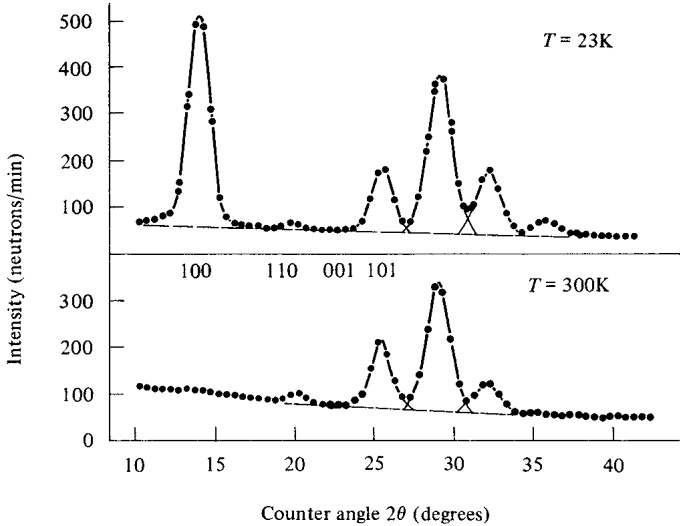 500
T = 23K
400
300
200
100
100 110 001 101
T = 300K
300
200
100
0
10 15 20 25 30 35 40
Intensity (neutrons/min)
Counter angle 2θ (degrees)